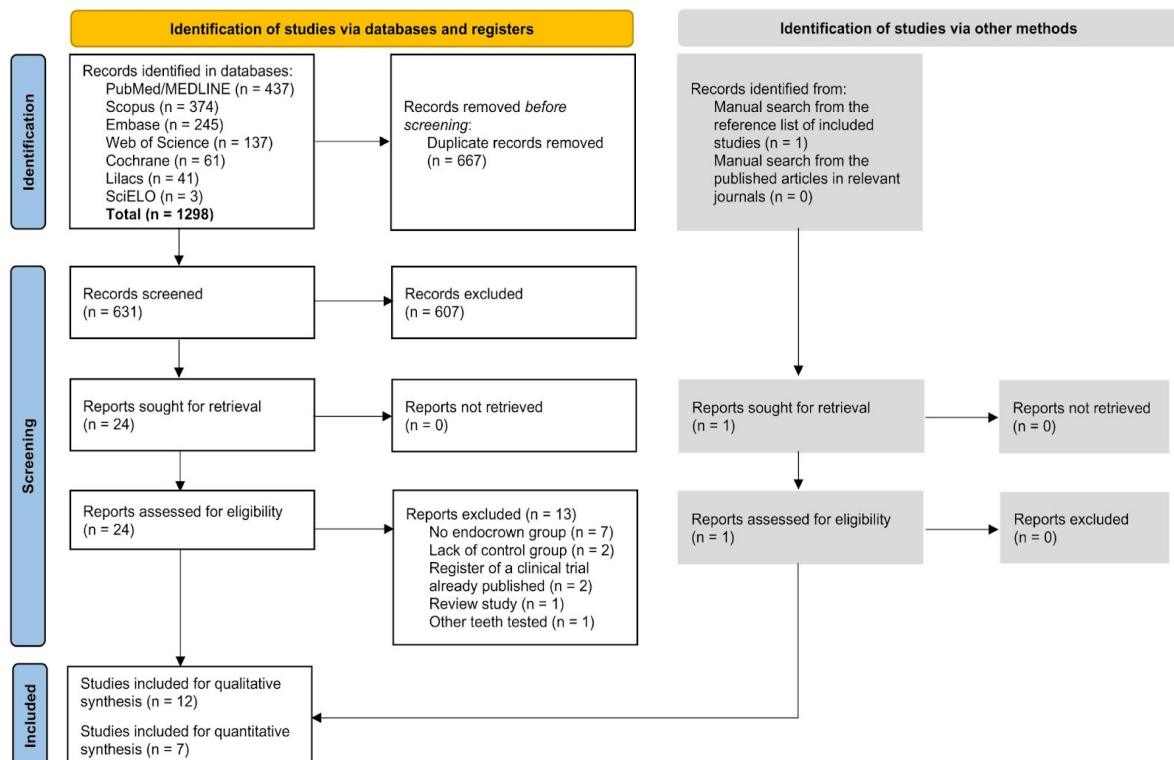 Identification of studies via databases and registers
Identification of studies via other methods
Identification
Records identified in databases:
PubMed/MEDLINE (n = 437)
Scopus (n = 374)
Embase (n = 245)
Web of Science (n = 137)
Cochrane (n = 61)
Lilacs (n = 41)
SciELO (n = 3)
Total (n = 1298)
Records removed before
screening:
Duplicate records removed
(n = 667)
Records identified from:
Manual search from the
reference list of included
studies (n = 1)
Manual search from the
published articles in relevant
journals (n = 0)
Screening
Records screened
(n = 631)
Records excluded
(n = 607)
Reports sought for retrieval
(n = 24)
Reports not retrieved
(n = 0)
Reports sought for retrieval
(n = 1)
Reports not retrieved
(n = 0)
Reports assessed for eligibility
(n = 24)
Reports excluded (n = 13)
No endocrown group (n = 7)
Lack of control group (n = 2)
Register of a clinical trial
already published (n = 2)
Review study (n = 1)
Other teeth tested (n = 1)
Reports assessed for eligibility
(n = 1)
Reports excluded
(n = 0)
Included
Studies included for qualitative
synthesis (n = 12)
Studies included for quantitative
synthesis (n = 7)